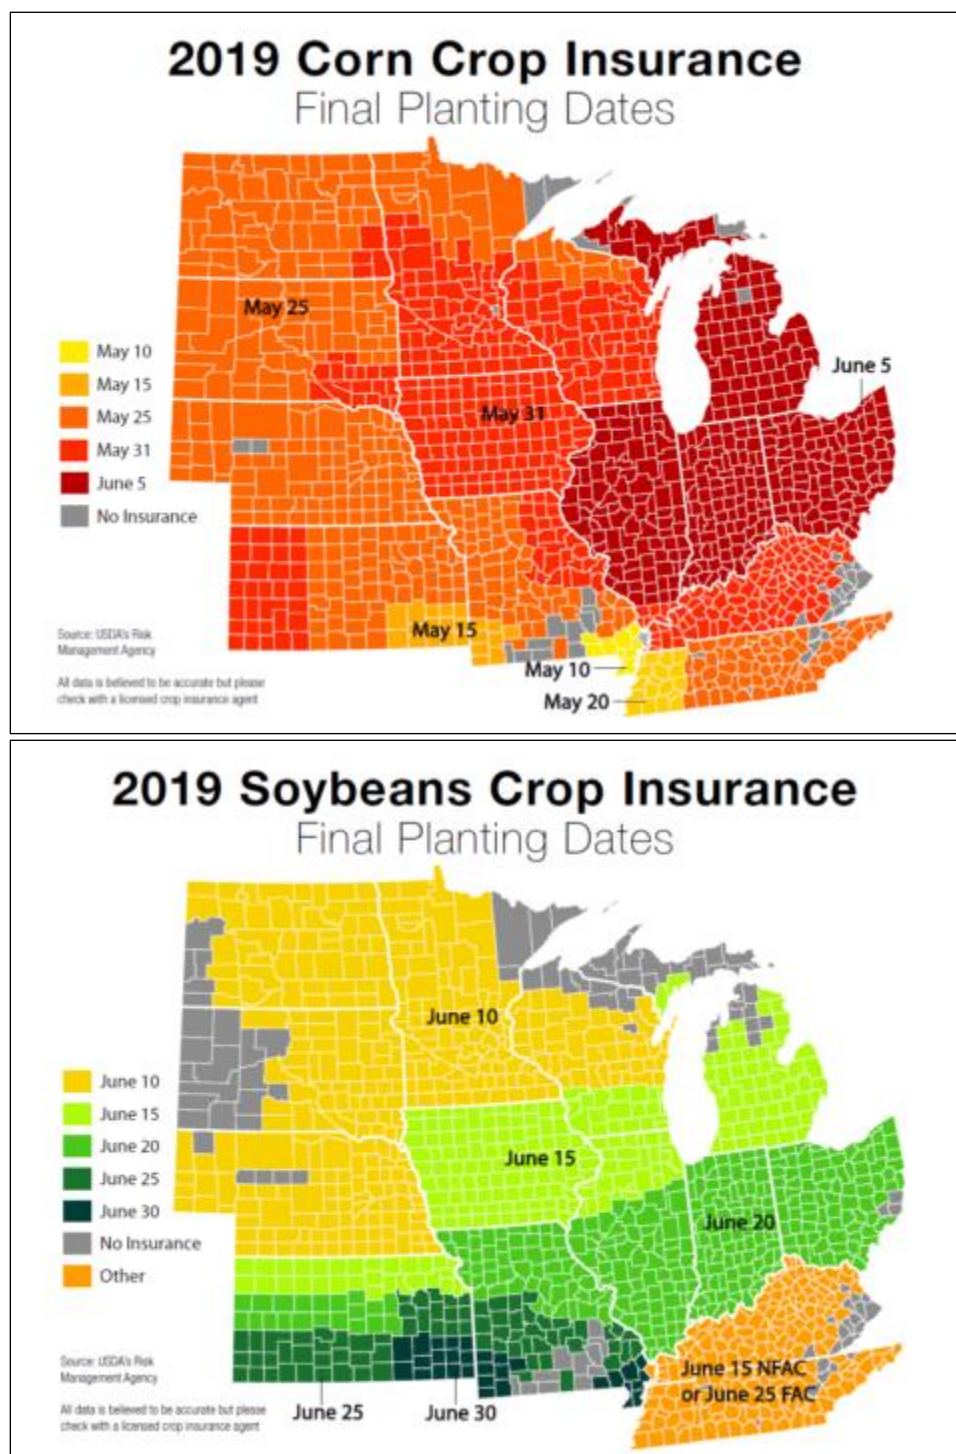 2019 Corn Crop Insurance
Final Planting Dates
May 25
May 10
May 15
May 25
May 31
June 5
No Insurance
June 5
May 31
May 15
May 10
May 20
Source: USDA's Risk
Management Agency
All data is believed to be accurate but please
check with a licensed crop insurance agent
2019 Soybeans Crop Insurance
Final Planting Dates
June 10
June 10
June 15
June 20
June 25
June 30
No Insurance
Other
June 15
June 20
June 15 NFAC
or June 25 FAC
June 25
June 30
Source: USDA's Risk
Management Agency
All data is believed to be accurate but please
check with a licensed crop insurance agent